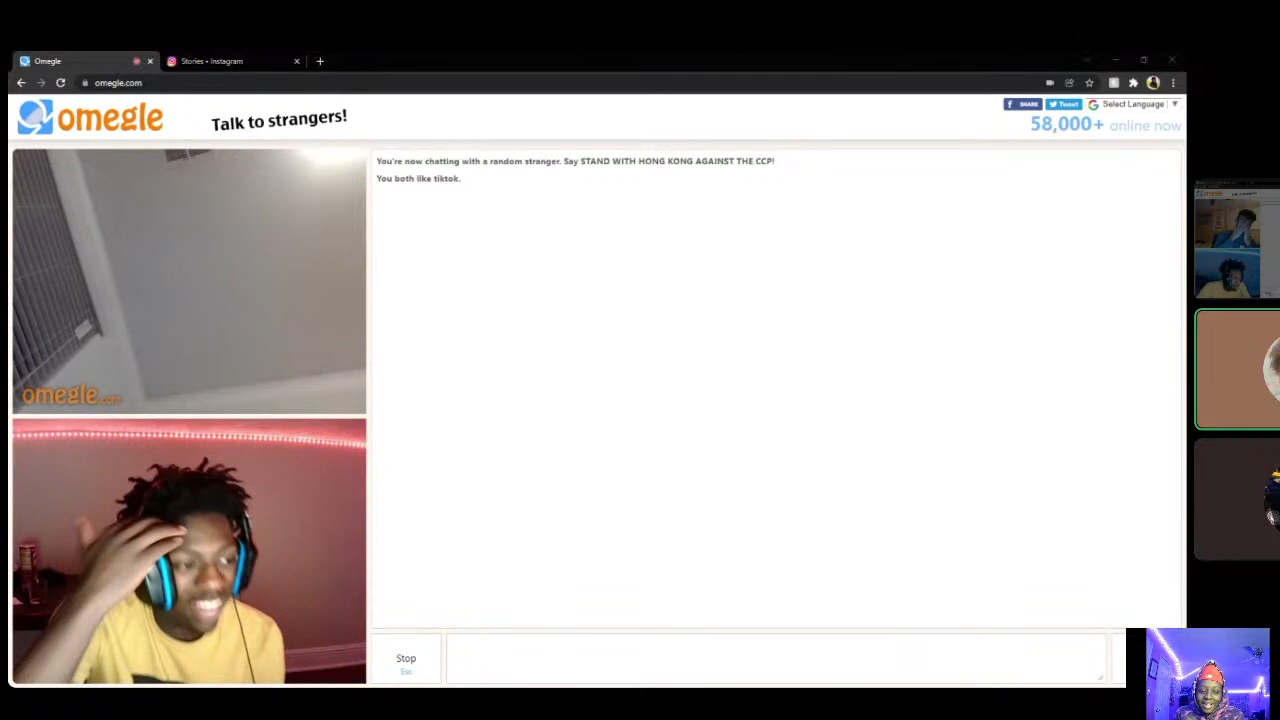 Omegle
Stories • Instagram
omegle.com
omegle
Talk to strangers!
SHARE
Tweet
Select Language
58,000+ online now
You're now chatting with a random stranger. Say STAND WITH HONG KONG AGAINST THE CCP!
You both like tiktok.
omegle.com
Stop
Esc